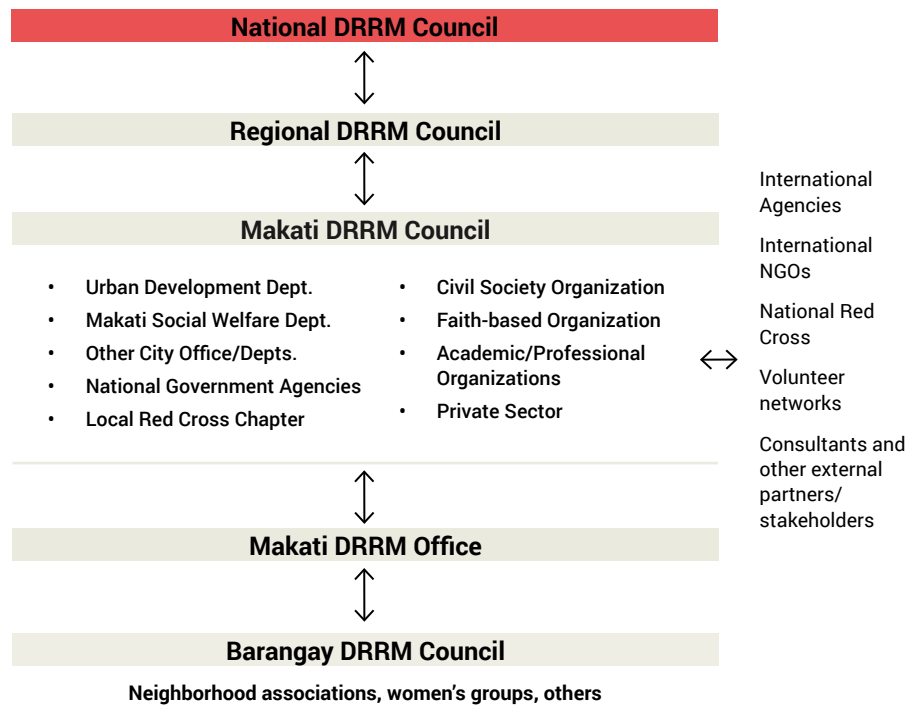 National DRRM Council
Regional DRRM Council
Makati DRRM Council
• Urban Development Dept.
• Makati Social Welfare Dept.
• Other City Office/Depts.
• National Government Agencies
• Local Red Cross Chapter
• Civil Society Organization
• Faith-based Organization
• Academic/Professional
Organizations
• Private Sector
International
Agencies
International
NGOs
National Red
Cross
Volunteer
networks
Consultants and
other external
partners/
stakeholders
Makati DRRM Office
Barangay DRRM Council
Neighborhood associations, women's groups, others